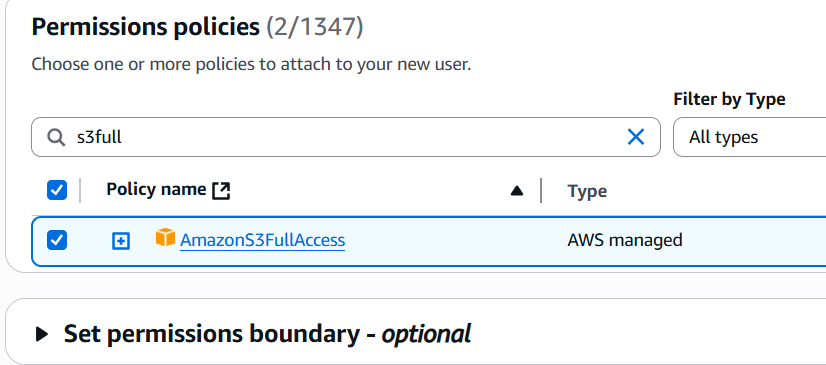 Permissions policies (2/1347)
Choose one or more policies to attach to your new user.
Filter by Type
s3full
All types
Policy name
Type
AmazonS3FullAccess
AWS managed
Set permissions boundary - optional